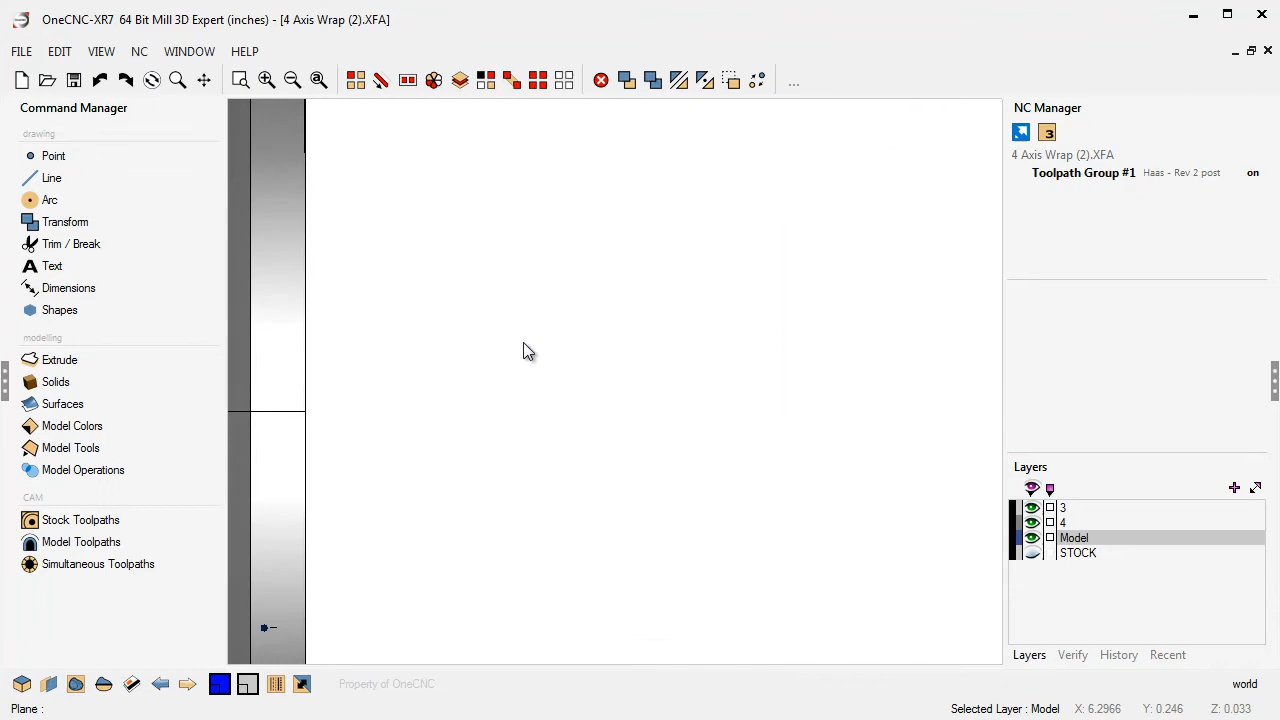 OneCNC-XR7 64 Bit Mill 3D Expert (inches) - [4 Axis Wrap (2).XFA]
FILE EDIT VIEW NC WINDOW HELP
...
Command Manager
drawing
Point
Line
Arc
Transform
Trim / Break
Text
Dimensions
Shapes
modelling
Extrude
Solids
Surfaces
Model Colors
Model Tools
Model Operations
CAM
Stock Toolpaths
Model Toolpaths
Simultaneous Toolpaths
NC Manager
3
4 Axis Wrap (2).XFA
Toolpath Group #1 Haas - Rev 2 post on
Layers
3
4
Model
STOCK
Layers Verify History Recent
Property of OneCNC
world
Plane :
Selected Layer : Model X: 6.2966 Y: 0.246 Z: 0.033